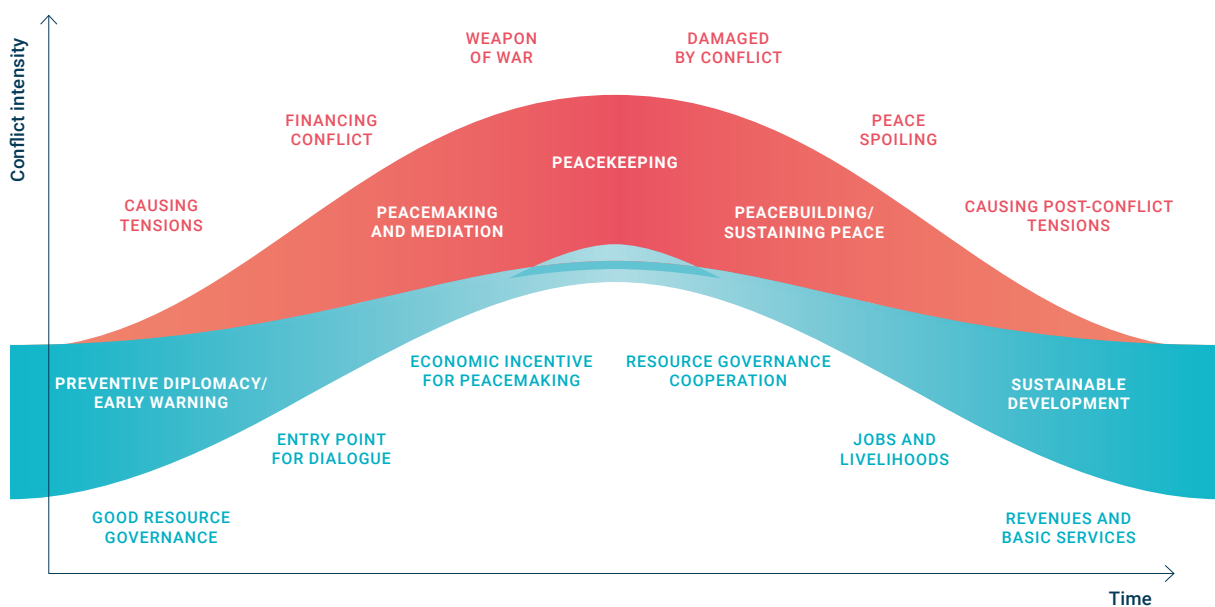 Conflict intensity
WEAPON
OF WAR
DAMAGED
BY CONFLICT
FINANCING
CONFLICT
PEACE
SPOILING
PEACEKEEPING
CAUSING
TENSIONS
PEACEMAKING
AND MEDIATION
PEACEBUILDING/
SUSTAINING PEACE
CAUSING POST-CONFLICT
TENSIONS
ECONOMIC INCENTIVE
FOR PEACEMAKING
RESOURCE GOVERNANCE
COOPERATION
PREVENTIVE DIPLOMACY/
EARLY WARNING
SUSTAINABLE
DEVELOPMENT
ENTRY POINT
FOR DIALOGUE
JOBS AND
LIVELIHOODS
GOOD RESOURCE
GOVERNANCE
REVENUES AND
BASIC SERVICES
Time